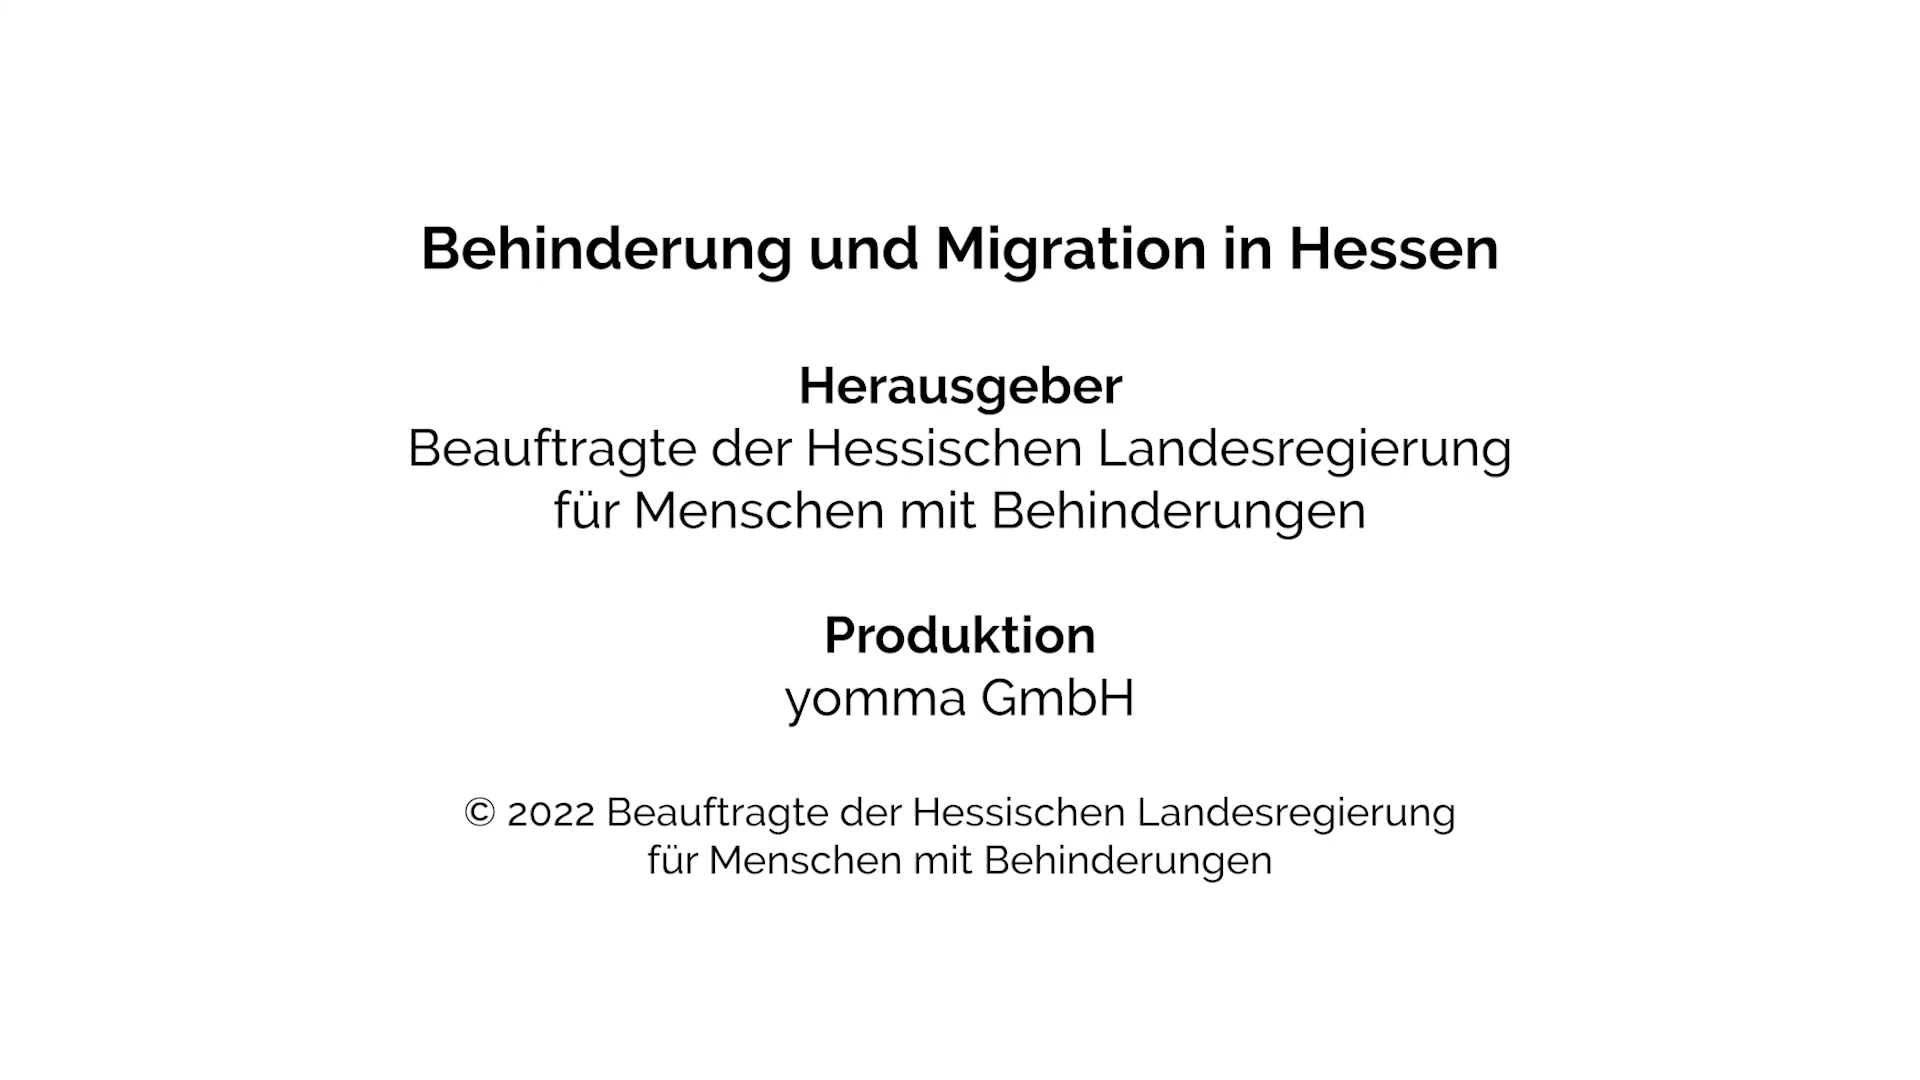 Behinderung und Migration in Hessen
Herausgeber
Beauftragte der Hessischen Landesregierung
für Menschen mit Behinderungen
Produktion
yomma GmbH
© 2022 Beauftragte der Hessischen Landesregierung
für Menschen mit Behinderungen